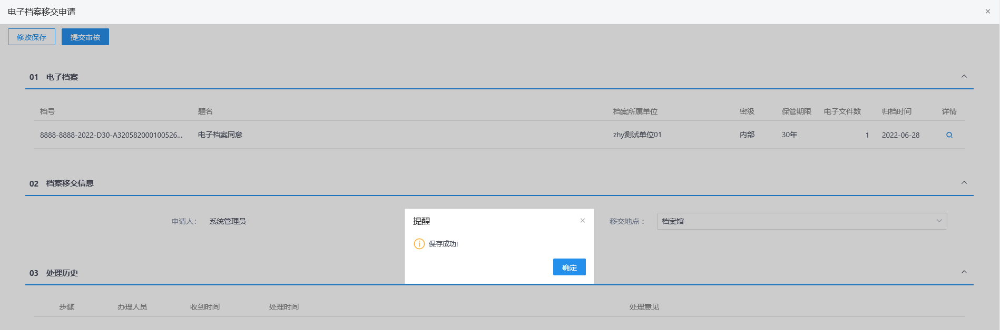 电子档案移交申请
修改保存 提交审核
01 电子档案
档号 题名 档案所属单位 密级 保管期限 电子文件数 归档时间 详情
8888-8888-2022-D30-A320582000100526... 电子档案同意 zhy测试单位01 内部 30年 1 2022-06-28
02 档案移交信息
申请人: 系统管理员 移交地点: 档案馆
提醒
保存成功!
确定
03 处理历史
步骤 办理人员 收到时间 处理时间 处理意见